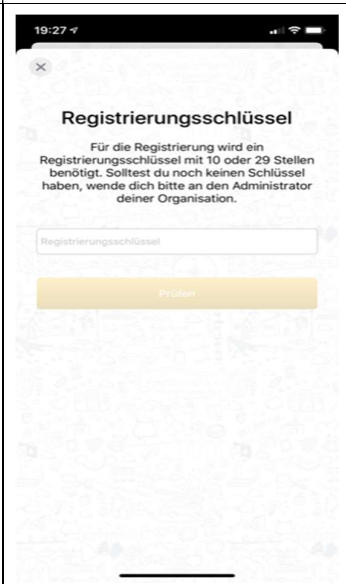 19:27
Registrierungsschlüssel
Für die Registrierung wird ein
Registrierungsschlüssel mit 10 oder 29 Stellen
benötigt. Solltest du noch keinen Schlüssel
haben, wende dich bitte an den Administrator
deiner Organisation.
Registrierungsschlüssel
Prüfen